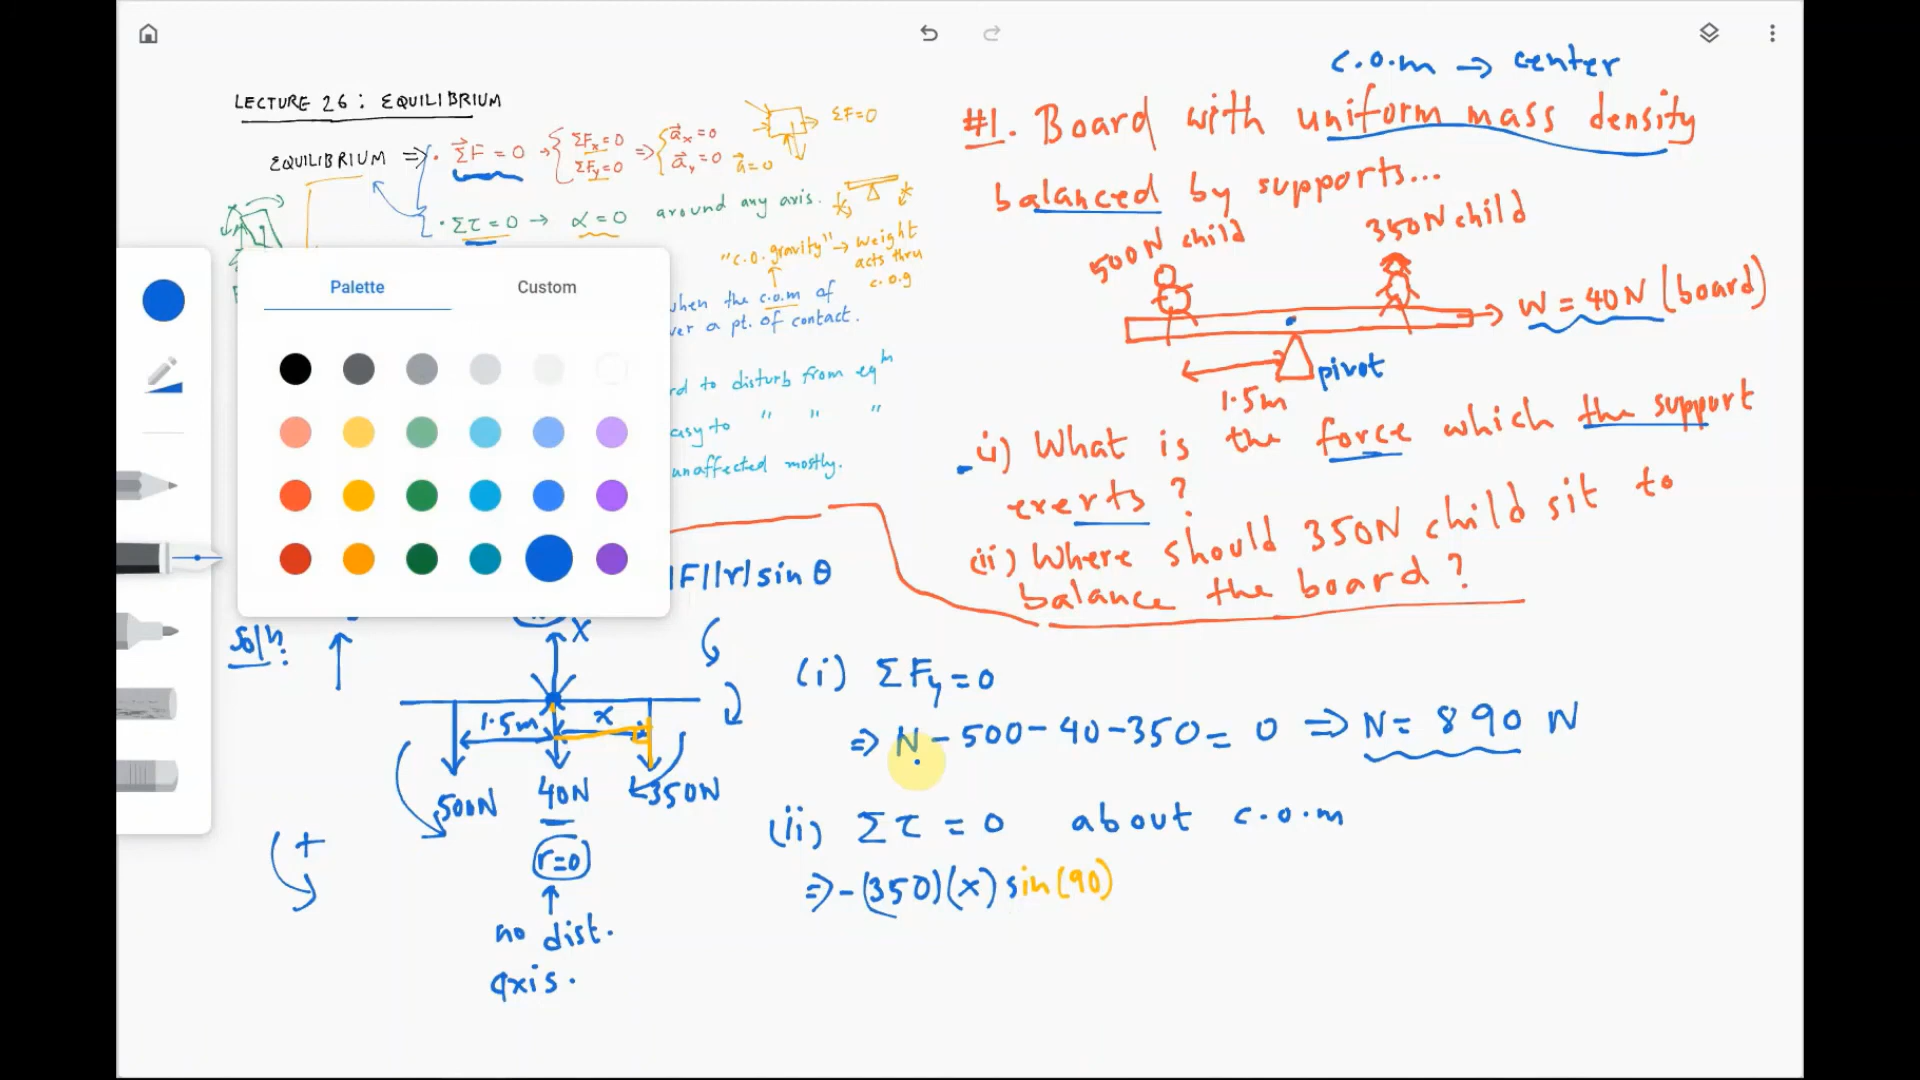 LECTURE 26: EQUILIBRIUM
EQUILIBRIUM ⇒ · ΣF = 0 → { ΣFx = 0 ⇒ { ax = 0
ΣFy = 0 ay = 0 a = 0
ΣF=0
· Στ = 0 → α = 0 around any axis.
"c.o.gravity" → weight
acts thru
c.o.g
when the c.o.m of
ver a pt. of contact.
rd to disturb from eqm
easy to " " "
unaffected mostly.
Palette Custom
|F||r|sin θ
c.o.m → center
#1. Board with uniform mass density
balanced by supports...
500N child 350N child
W = 40N (board)
pivot
1.5m
i) What is the force which the support
exerts ?
(ii) Where should 350N child sit to
balance the board ?
Soln:
x
1.5m x
500N 40N 350N
r=0
no dist.
axis.
+
(i) ΣFy = 0
⇒ N - 500 - 40 - 350 = 0 ⇒ N = 890 N
(ii) Στ = 0 about c.o.m
⇒ -(350)(x) sin(90)